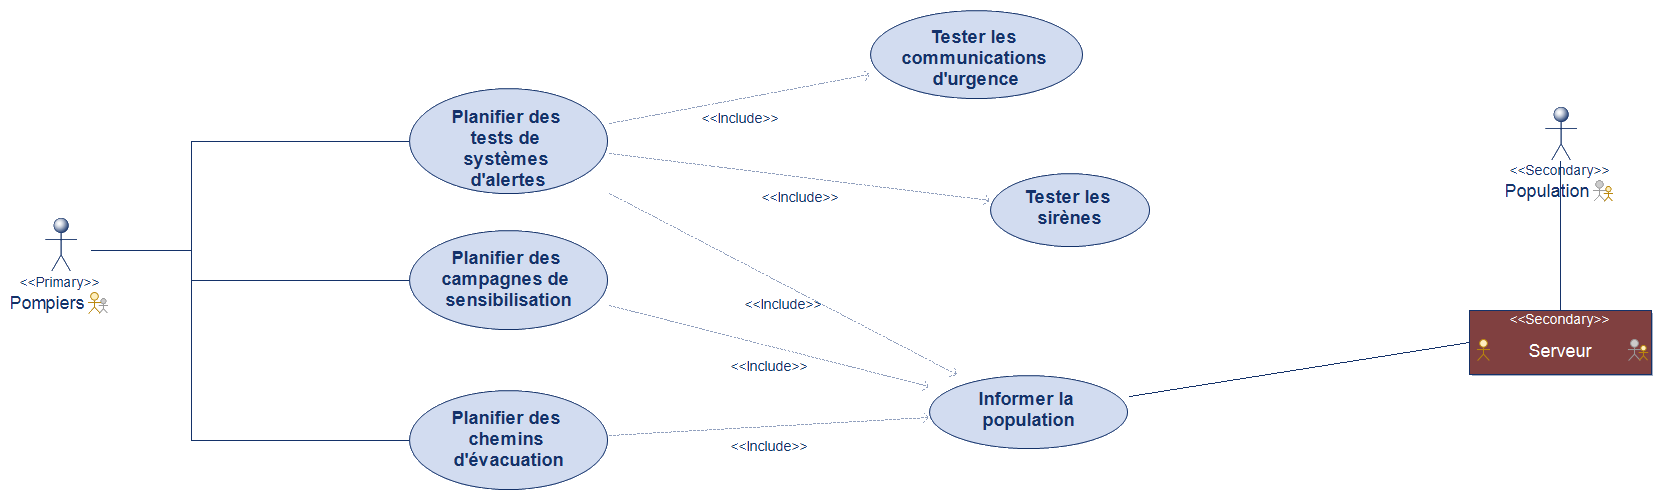 Tester les
communications
d'urgence
Planifier des
tests de
systèmes
d'alertes
<<Include>>
<<Secondary>>
Population
<<Include>>
Tester les
sirènes
<<Primary>>
Pompiers
Planifier des
campagnes de
sensibilisation
<<Include>>
<<Include>>
<<Secondary>>
Serveur
Informer la
population
Planifier des
chemins
d'évacuation
<<Include>>